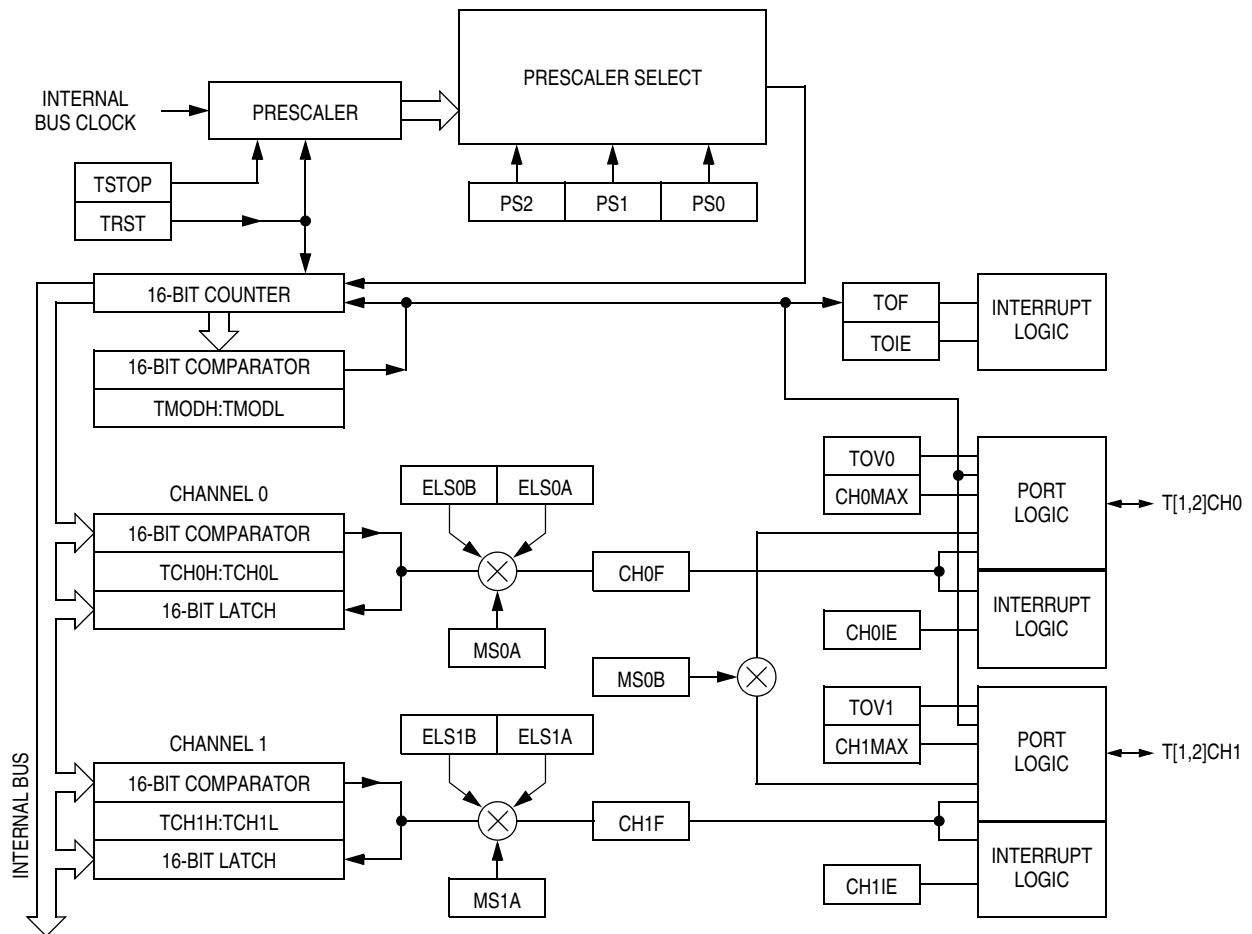 PRESCALER SELECT
INTERNAL
BUS CLOCK
PRESCALER
TSTOP
TRST
PS2
PS1
PS0
16-BIT COUNTER
TOF
TOIE
INTERRUPT
LOGIC
16-BIT COMPARATOR
TMODH:TMODL
CHANNEL 0
16-BIT COMPARATOR
TCH0H:TCH0L
16-BIT LATCH
ELS0B
ELS0A
MS0A
CH0F
TOV0
CH0MAX
PORT
LOGIC
T[1,2]CH0
INTERRUPT
LOGIC
CH0IE
MS0B
CHANNEL 1
16-BIT COMPARATOR
TCH1H:TCH1L
16-BIT LATCH
ELS1B
ELS1A
MS1A
CH1F
TOV1
CH1MAX
PORT
LOGIC
T[1,2]CH1
INTERRUPT
LOGIC
CH1IE
INTERNAL BUS